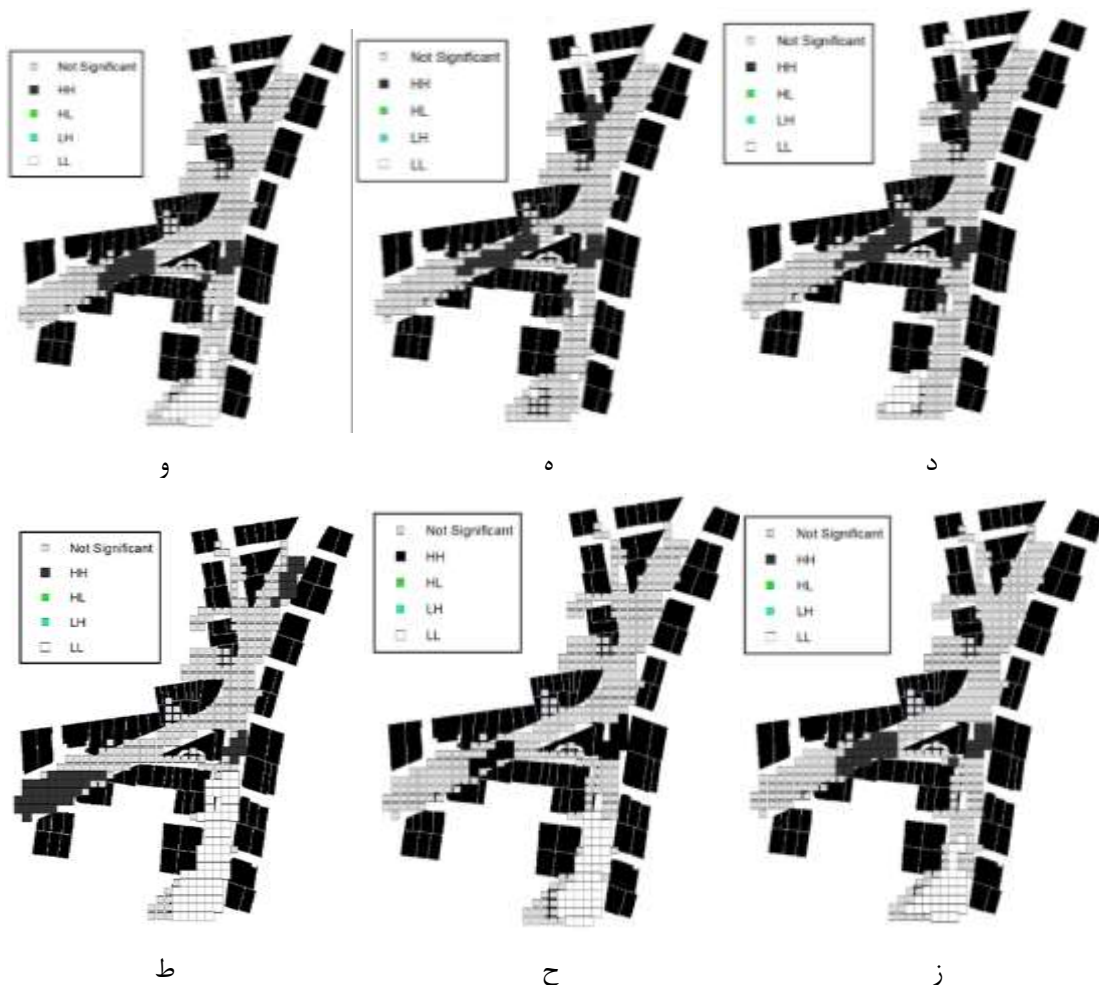 Not Significant
HH
HL
LH
LL
Not Significant
HH
HL
LH
LL
Not Significant
HH
HL
LH
LL
د
ه
و
Not Significant
HH
HL
LH
LL
Not Significant
HH
HL
LH
LL
Not Significant
HH
HL
LH
LL
ز
ح
ط